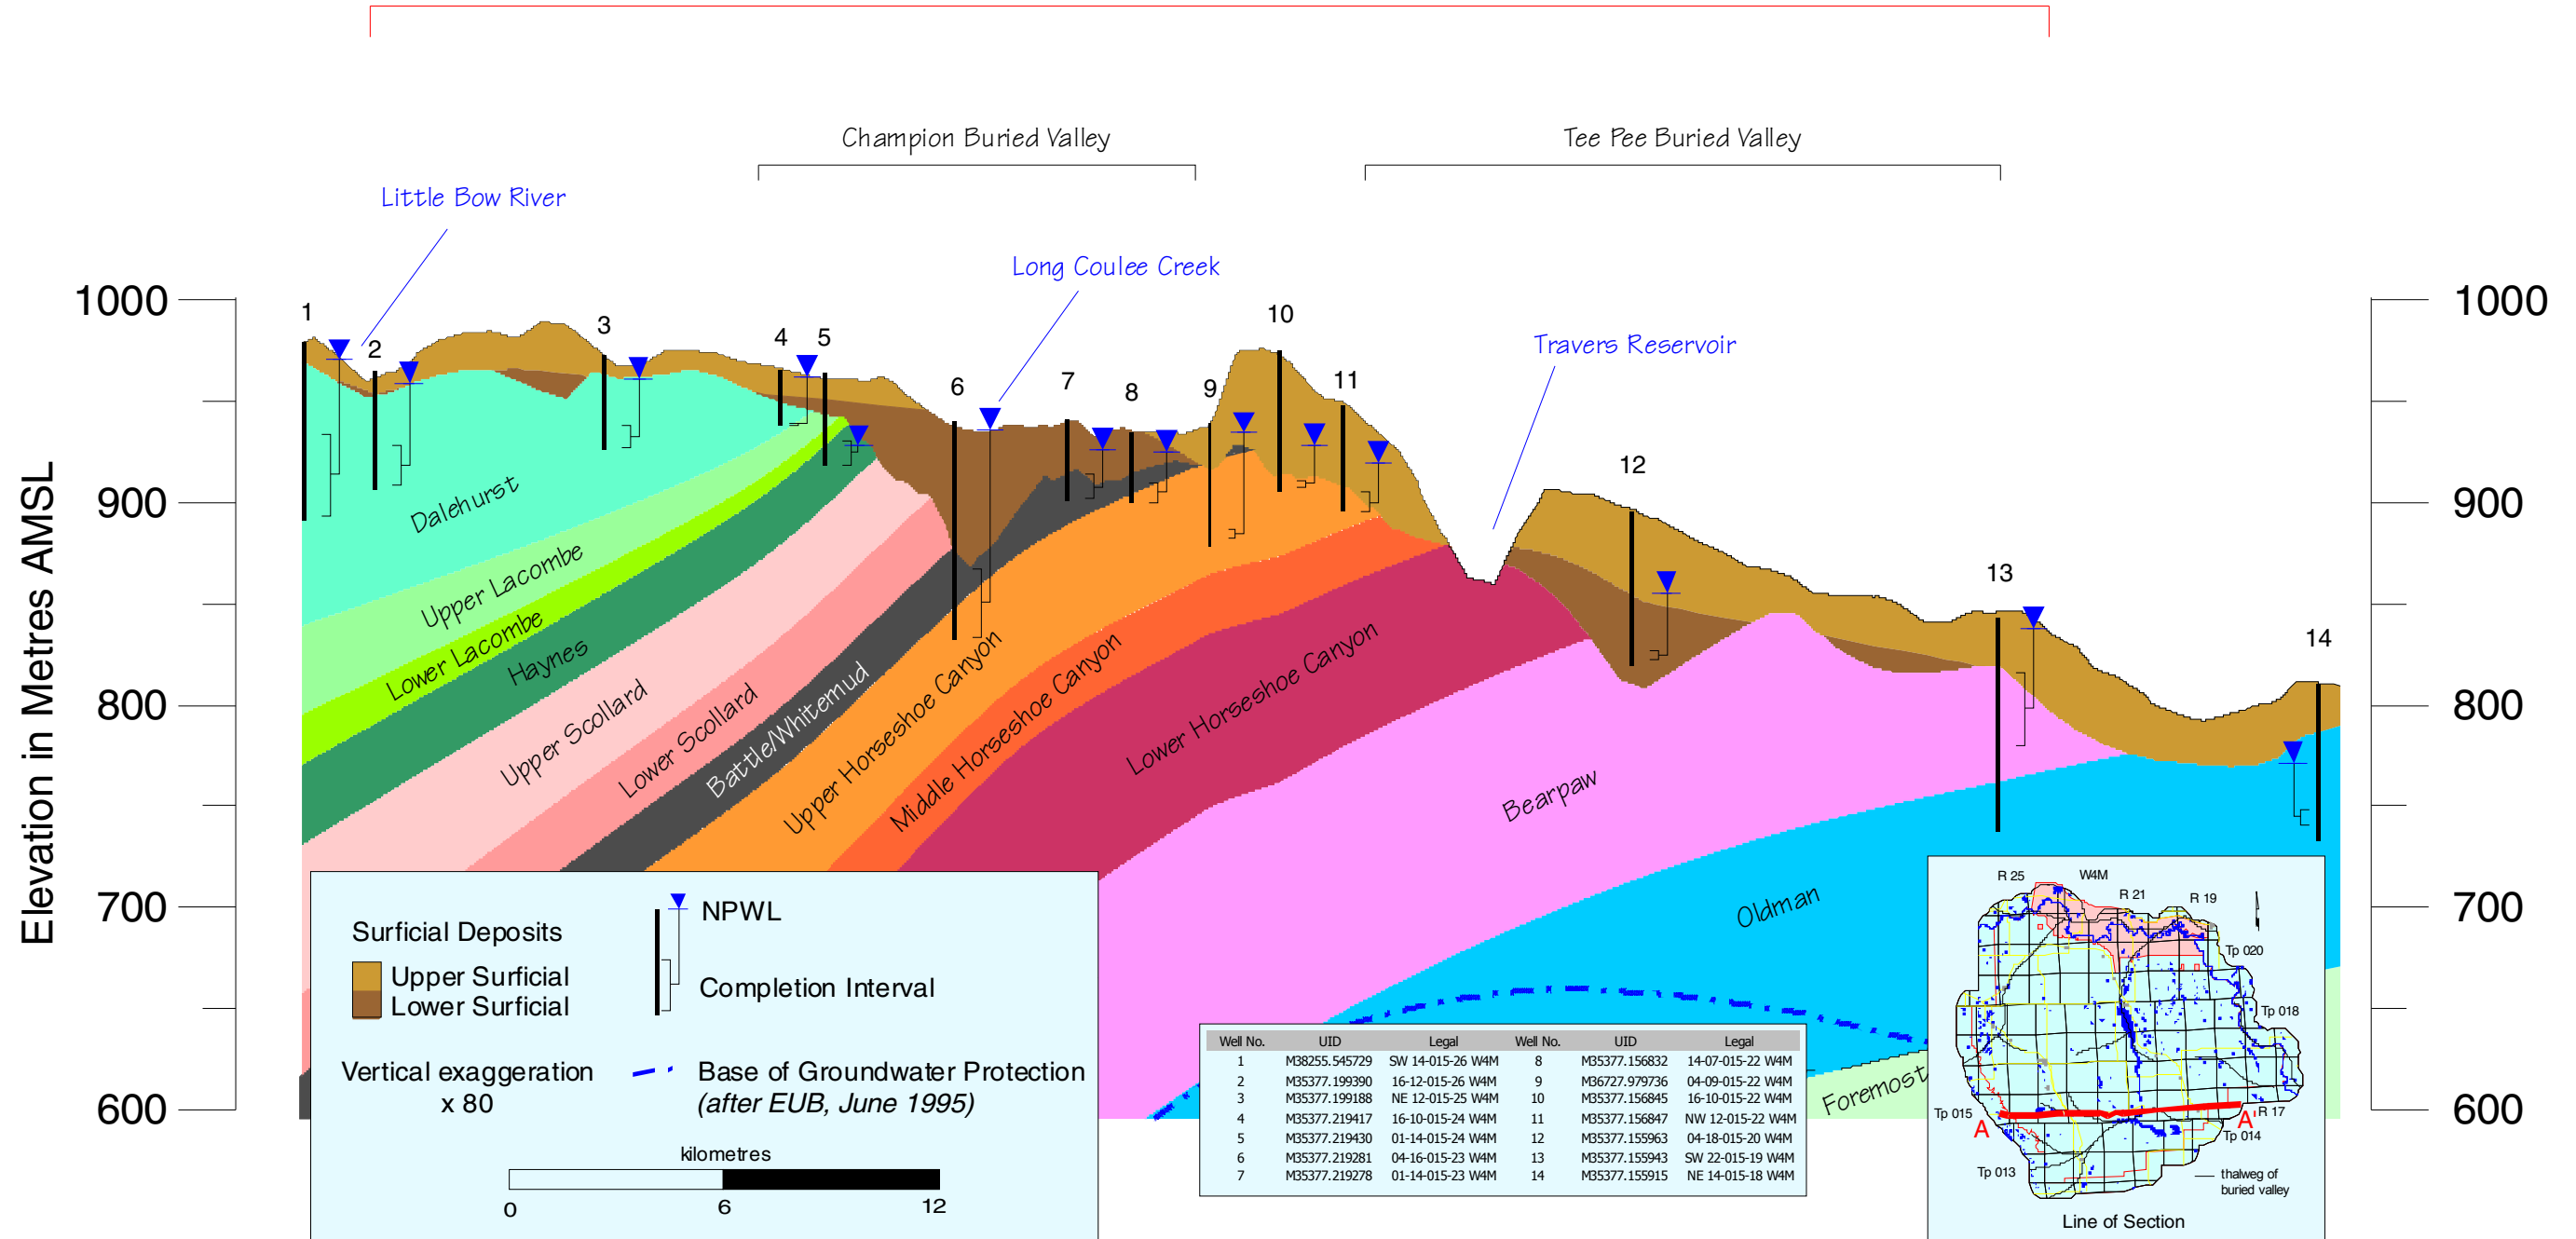 Champion Buried Valley
Tee Pee Buried Valley
Little Bow River
Long Coulee Creek
Travers Reservoir
Elevation in Metres AMSL
1000
900
800
700
600
1000
900
800
700
600
1
2
3
4
5
6
7
8
9
10
11
12
13
14
Dalehurst
Upper Lacombe
Lower Lacombe
Haynes
Upper Scollard
Lower Scollard
Battle/Whitemud
Upper Horseshoe Canyon
Middle Horseshoe Canyon
Lower Horseshoe Canyon
Bearpaw
Oldman
Foremost
Surficial Deposits
Upper Surficial
Lower Surficial
NPWL
Completion Interval
Vertical exaggeration
x 80
Base of Groundwater Protection
(after EUB, June 1995)
kilometres
0 6 12
Well No. UID Legal Well No. UID Legal
1 M38255.545729 SW 14-015-26 W4M 8 M35377.156832 14-07-015-22 W4M
2 M35377.199390 16-12-015-26 W4M 9 M36727.979736 04-09-015-22 W4M
3 M35377.199188 NE 12-015-25 W4M 10 M35377.156845 16-10-015-22 W4M
4 M35377.219417 16-10-015-24 W4M 11 M35377.156847 NW 12-015-22 W4M
5 M35377.219430 01-14-015-24 W4M 12 M35377.155963 04-18-015-20 W4M
6 M35377.219281 04-16-015-23 W4M 13 M35377.155943 SW 22-015-19 W4M
7 M35377.219278 01-14-015-23 W4M 14 M35377.155915 NE 14-015-18 W4M
R 25
W4M
R 21
R 19
Tp 020
Tp 018
Tp 015
R 17
A
A'
Tp 014
Tp 013
thalweg of
buried valley
Line of Section